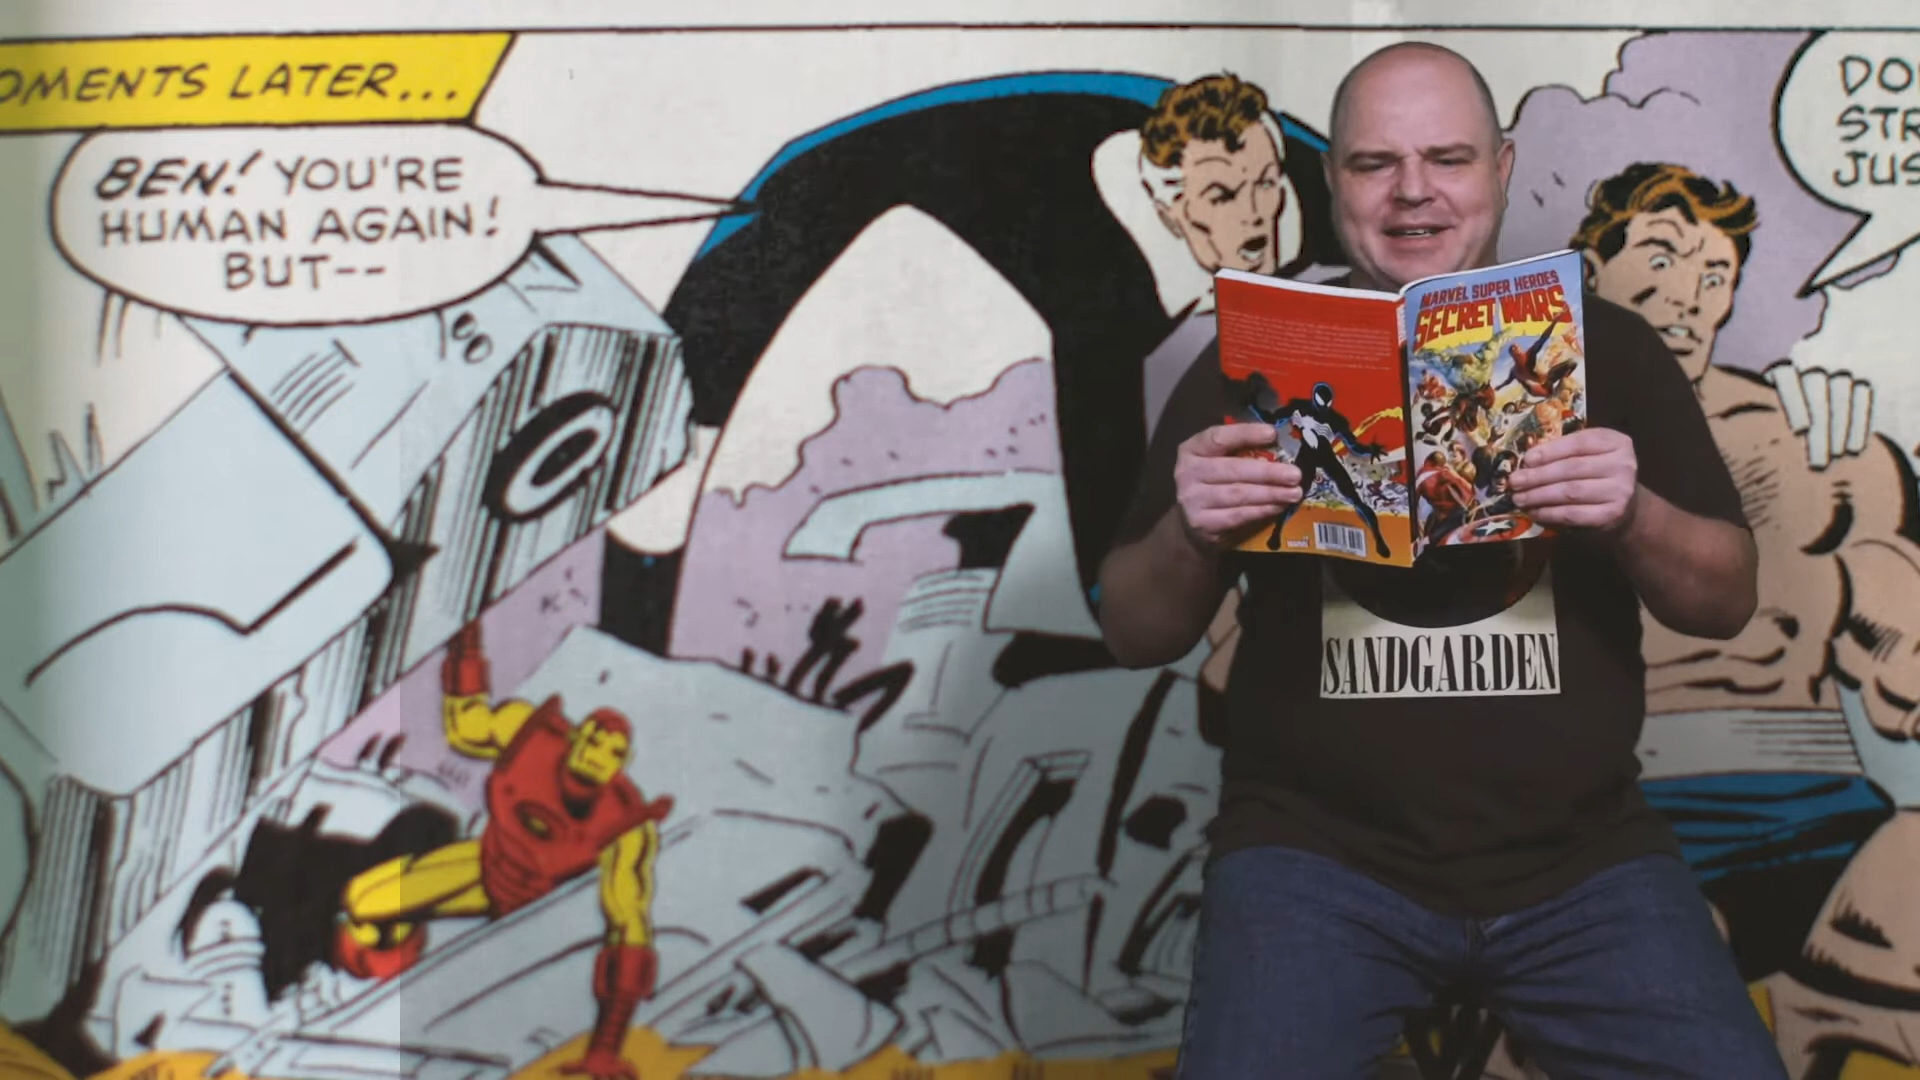 OMENTS LATER...
BEN! YOU'RE
HUMAN AGAIN!
BUT--
DO
STR
JUS
MARVEL SUPER HEROES
SECRET WARS
SANDGARDEN